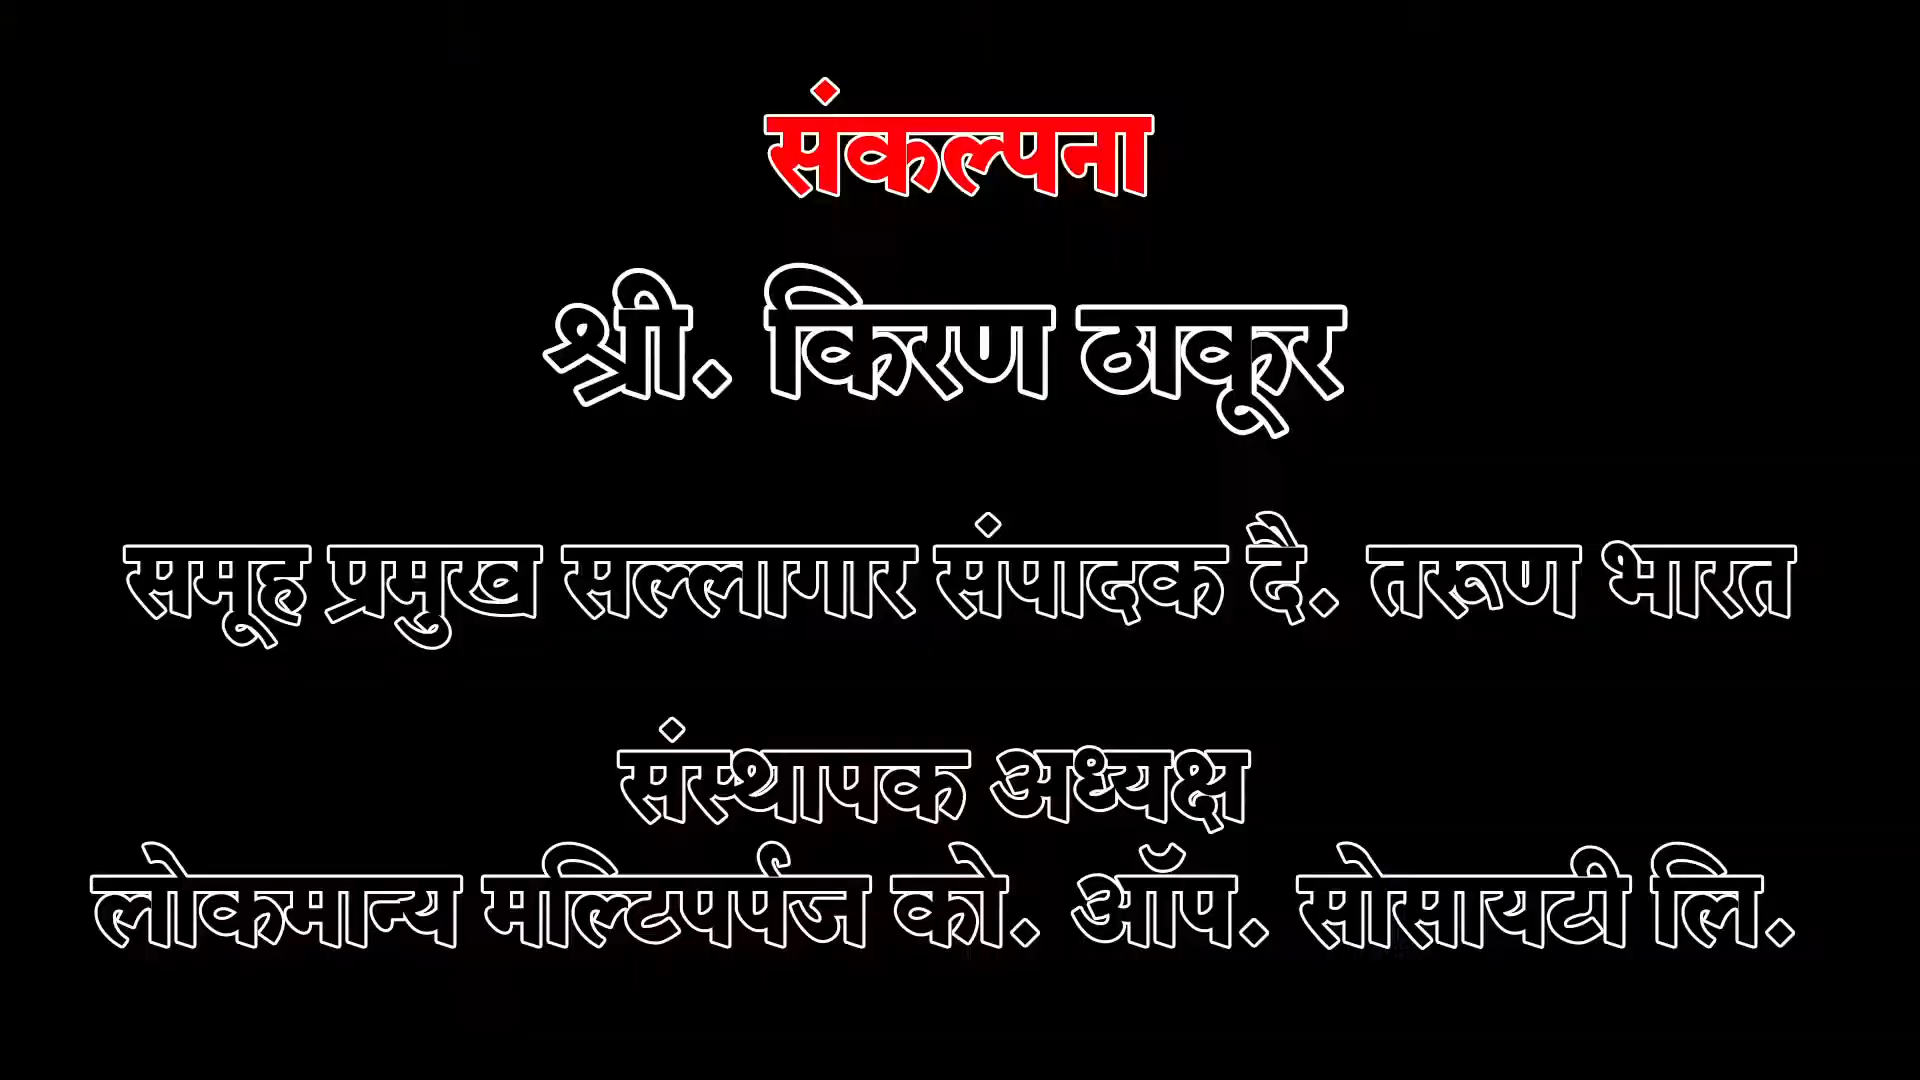 संकल्पना
श्री. किरण ठाकूर
समूह प्रमुख सल्लागार संपादक दै. तरूण भारत
संस्थापक अध्यक्ष
लोकमान्य मल्टिपर्पज को. ऑप. सोसायटी लि.